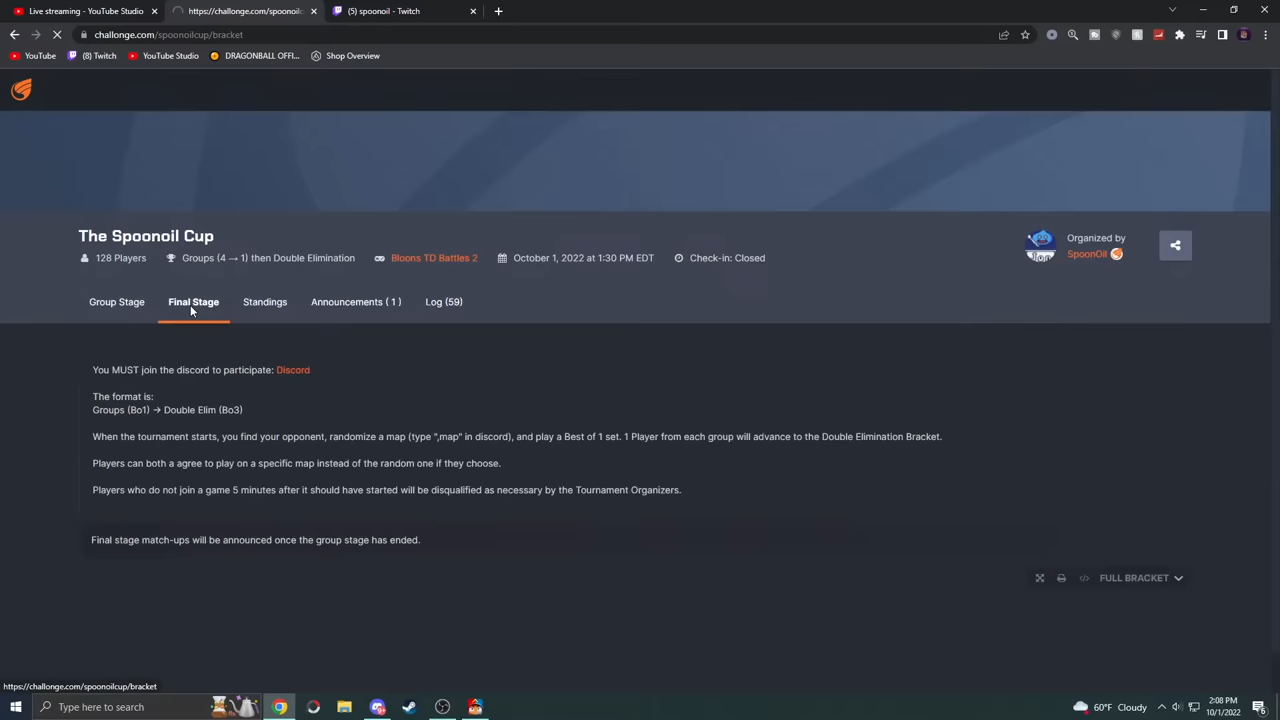 Live streaming - YouTube Studio
https://challonge.com/spoonoilc
(5) spoonoil - Twitch
challonge.com/spoonoilcup/bracket
YouTube
(8) Twitch
YouTube Studio
DRAGONBALL OFFI...
Shop Overview
The Spoonoil Cup
128 Players
Groups (4 → 1) then Double Elimination
Bloons TD Battles 2
October 1, 2022 at 1:30 PM EDT
Check-in: Closed
Organized by
SpoonOil
Group Stage
Final Stage
Standings
Announcements ( 1 )
Log (59)
You MUST join the discord to participate: Discord
The format is:
Groups (Bo1) → Double Elim (Bo3)
When the tournament starts, you find your opponent, randomize a map (type ",map" in discord), and play a Best of 1 set. 1 Player from each group will advance to the Double Elimination Bracket.
Players can both a agree to play on a specific map instead of the random one if they choose.
Players who do not join a game 5 minutes after it should have started will be disqualified as necessary by the Tournament Organizers.
Final stage match-ups will be announced once the group stage has ended.
FULL BRACKET
https://challonge.com/spoonoilcup/bracket
Type here to search
60°F Cloudy
2:08 PM
10/1/2022